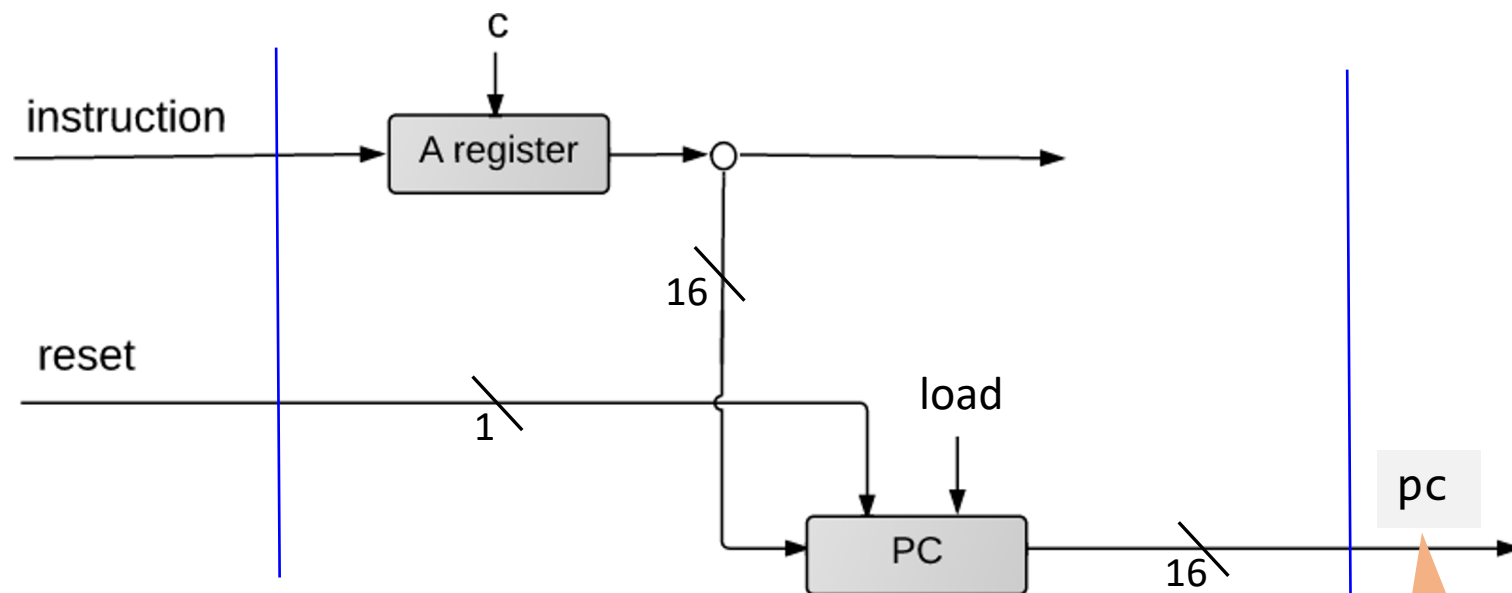 c
instruction
A register
16
reset
load
1
pc
PC
16